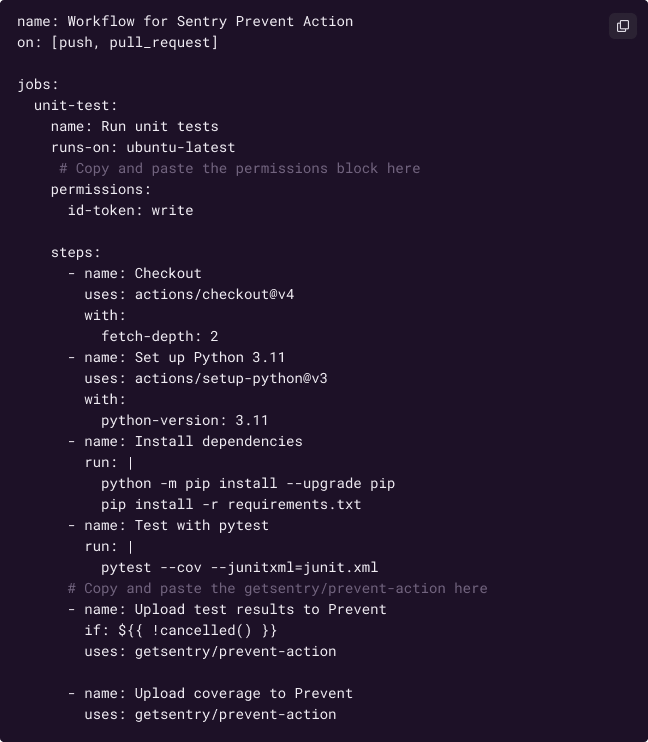 name: Workflow for Sentry Prevent Action
on: [push, pull_request]

jobs:
  unit-test:
    name: Run unit tests
    runs-on: ubuntu-latest
     # Copy and paste the permissions block here
    permissions:
      id-token: write

    steps:
      - name: Checkout
        uses: actions/checkout@v4
        with:
          fetch-depth: 2
      - name: Set up Python 3.11
        uses: actions/setup-python@v3
        with:
          python-version: 3.11
      - name: Install dependencies
        run: |
          python -m pip install --upgrade pip
          pip install -r requirements.txt
      - name: Test with pytest
        run: |
          pytest --cov --junitxml=junit.xml
      # Copy and paste the getsentry/prevent-action here
      - name: Upload test results to Prevent
        if: ${{ !cancelled() }}
        uses: getsentry/prevent-action

      - name: Upload coverage to Prevent
        uses: getsentry/prevent-action